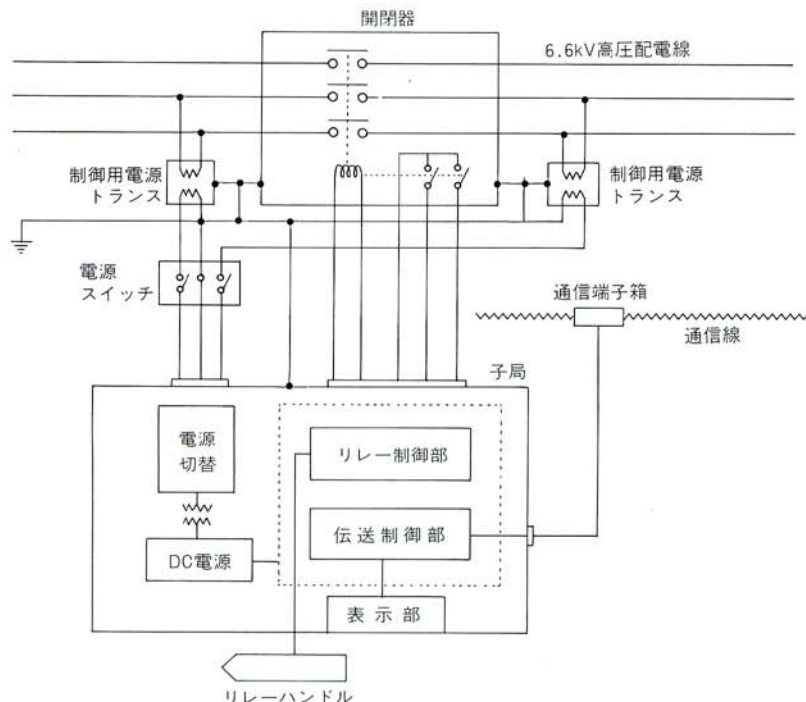 開閉器
6.6kV高圧配電線
制御用電源
トランス
制御用電源
トランス
電源
スイッチ
通信端子箱
通信線
子局
電源
切替
リレー制御部
伝送制御部
DC電源
表示部
リレーハンドル